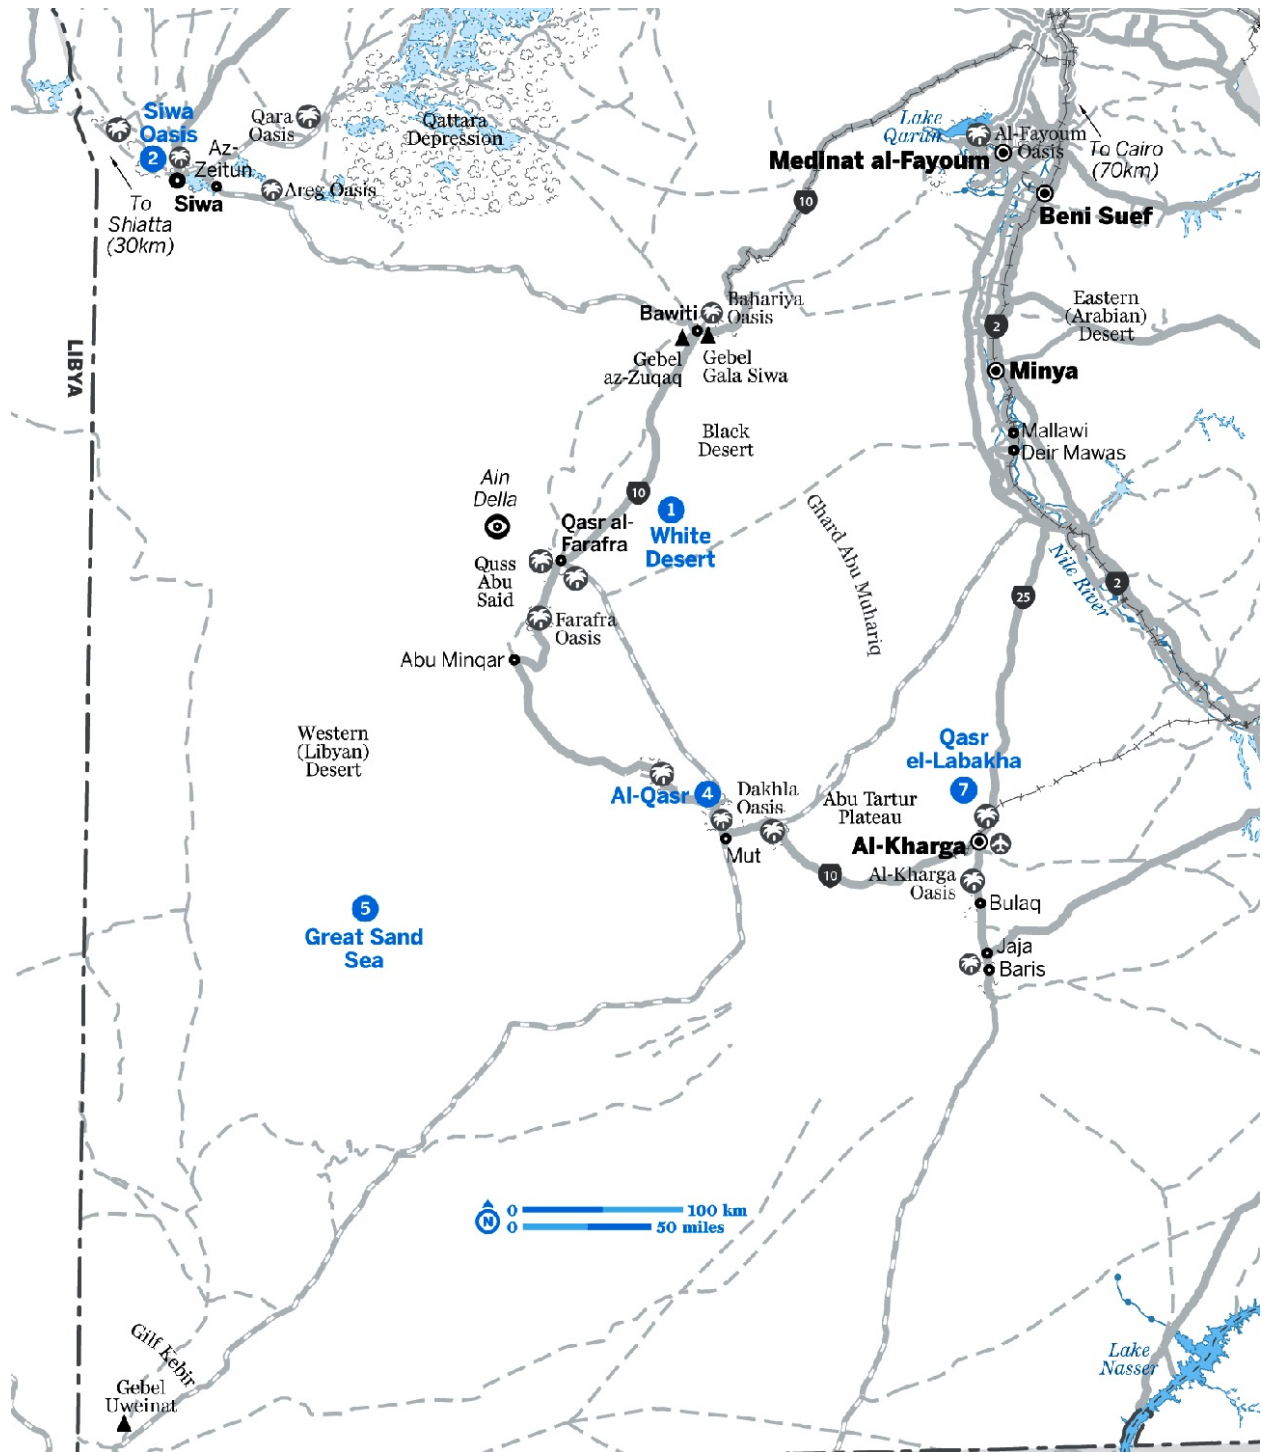 Siwa
Oasis
2
Qara
Oasis
Az-
Zeitun
Siwa
Areg Oasis
To
Shiatta
(30km)
Qattara
Depression
Lake
Qarun
Al-Fayoum
Oasis
Medinat al-Fayoum
To Cairo
(70km)
Beni Suef
10
Bahariya
Oasis
Bawiti
Gebel
az-Zuqaq
Gebel
Gala Siwa
Eastern
(Arabian)
Desert
2
Minya
LIBYA
Black
Desert
Mallawi
Deir Mawas
Ain
Della
10
1
White
Desert
Qasr al-
Farafra
Quss
Abu
Said
Farafra
Oasis
Abu Minqar
Ghard Abu Muhariq
Nile River
2
25
Western
(Libyan)
Desert
Qasr
el-Labakha
7
Al-Qasr
4
Dakhla
Oasis
Abu Tartur
Plateau
Mut
Al-Kharga
10
Al-Kharga
Oasis
Bulaq
Jaja
Baris
5
Great Sand
Sea
N
0 100 km
0 50 miles
Gilf Kebir
Gebel
Uweinat
Lake
Nasser